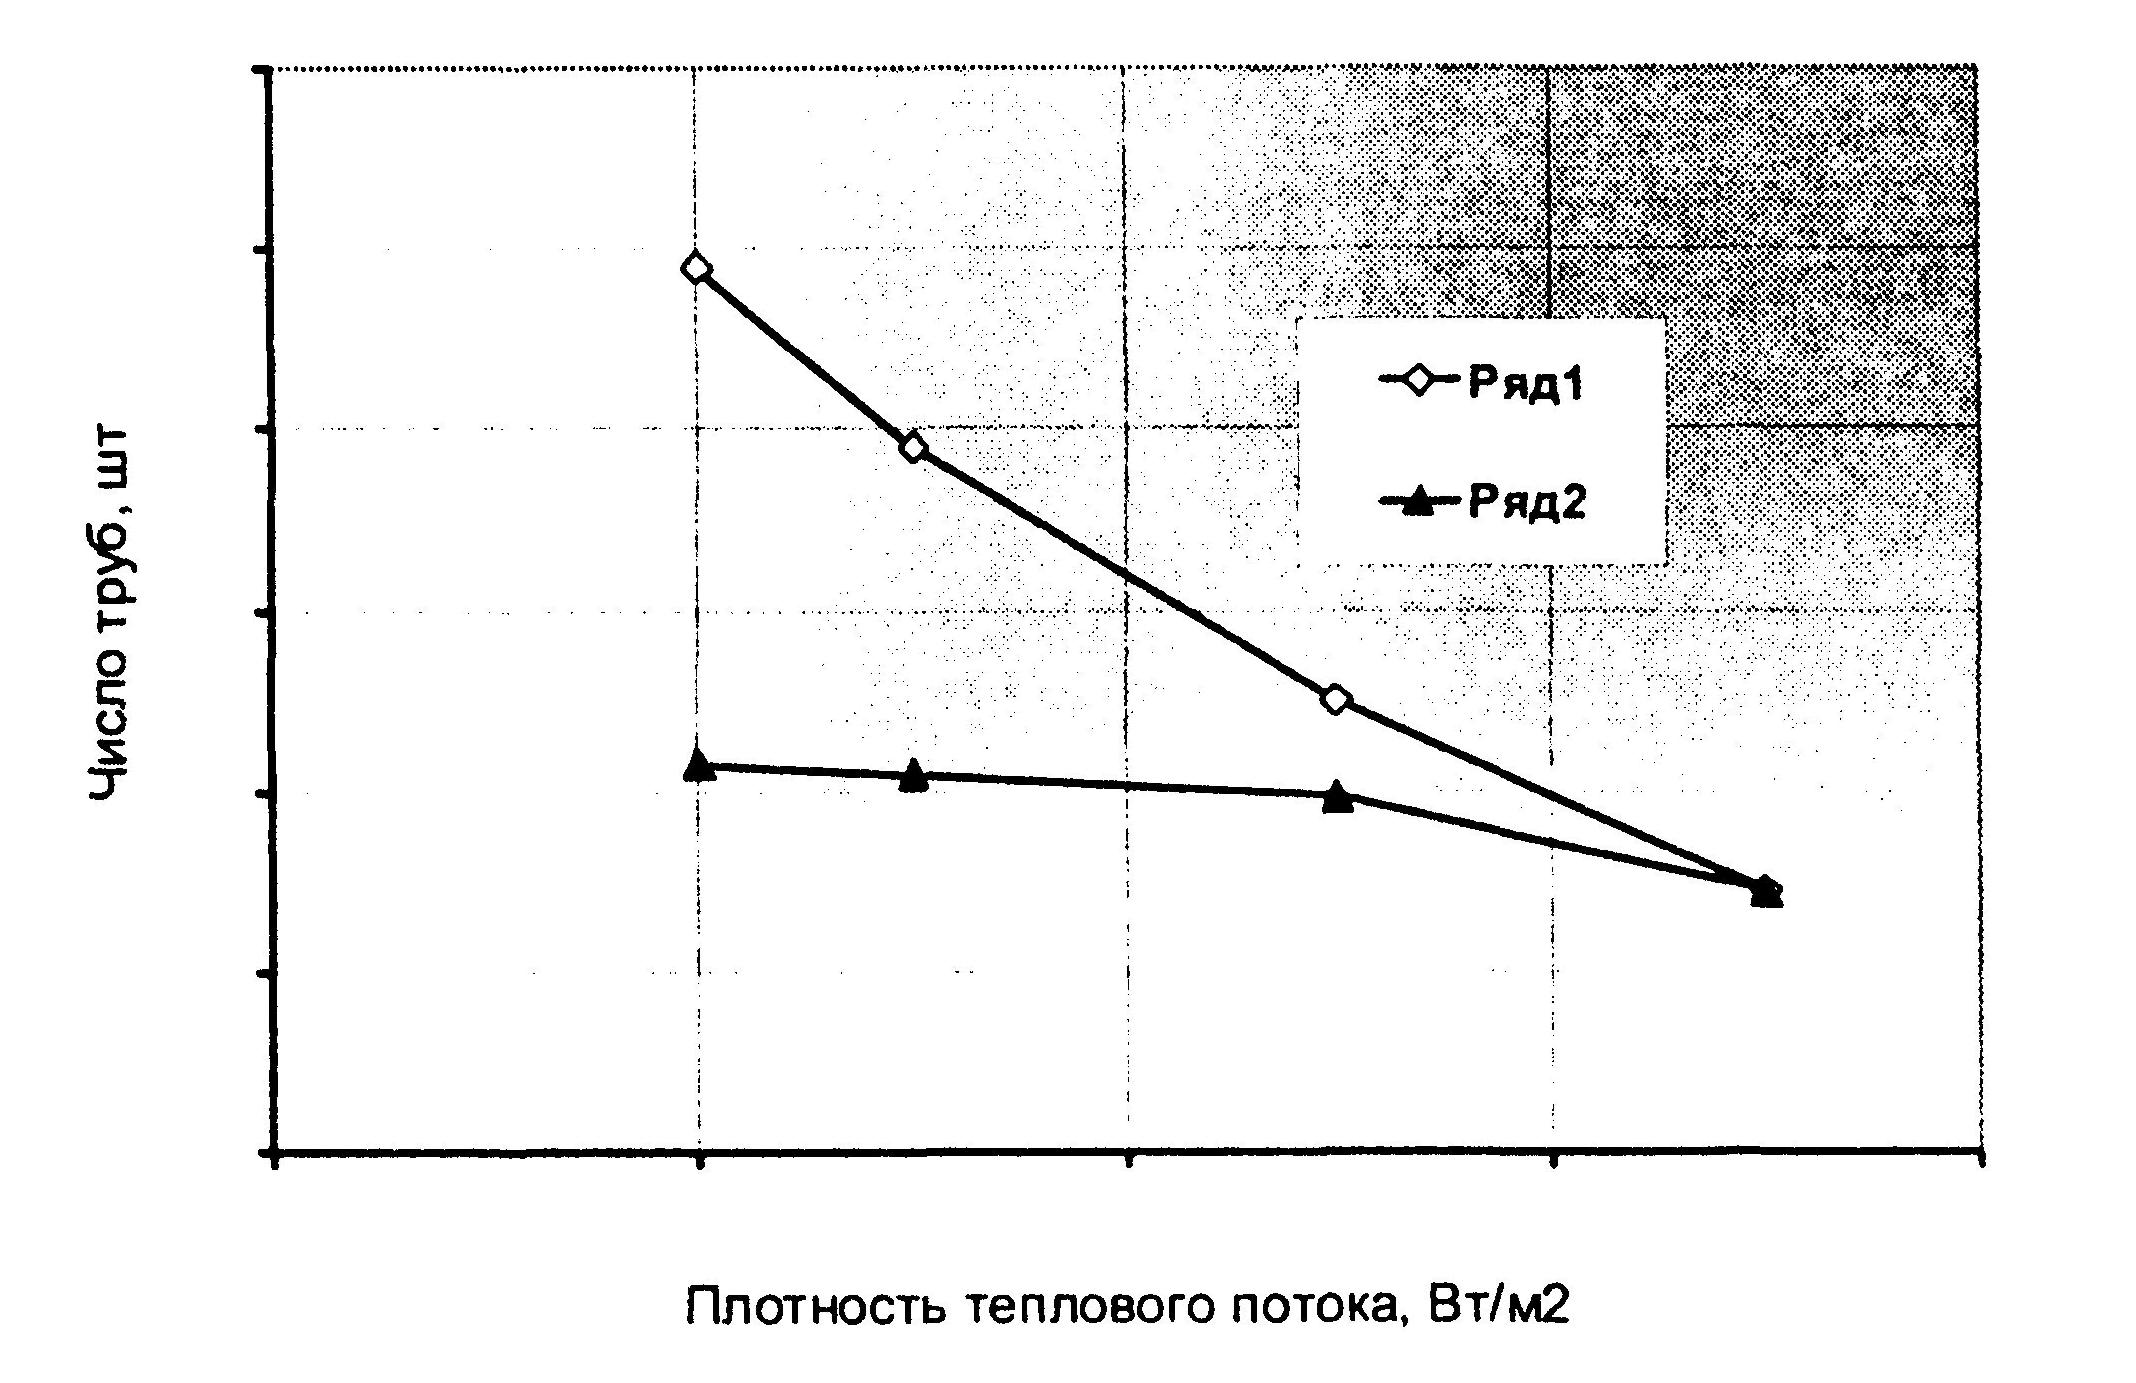 Число труб, шт
Ряд1
Ряд2
Плотность теплового потока, Вт/м2